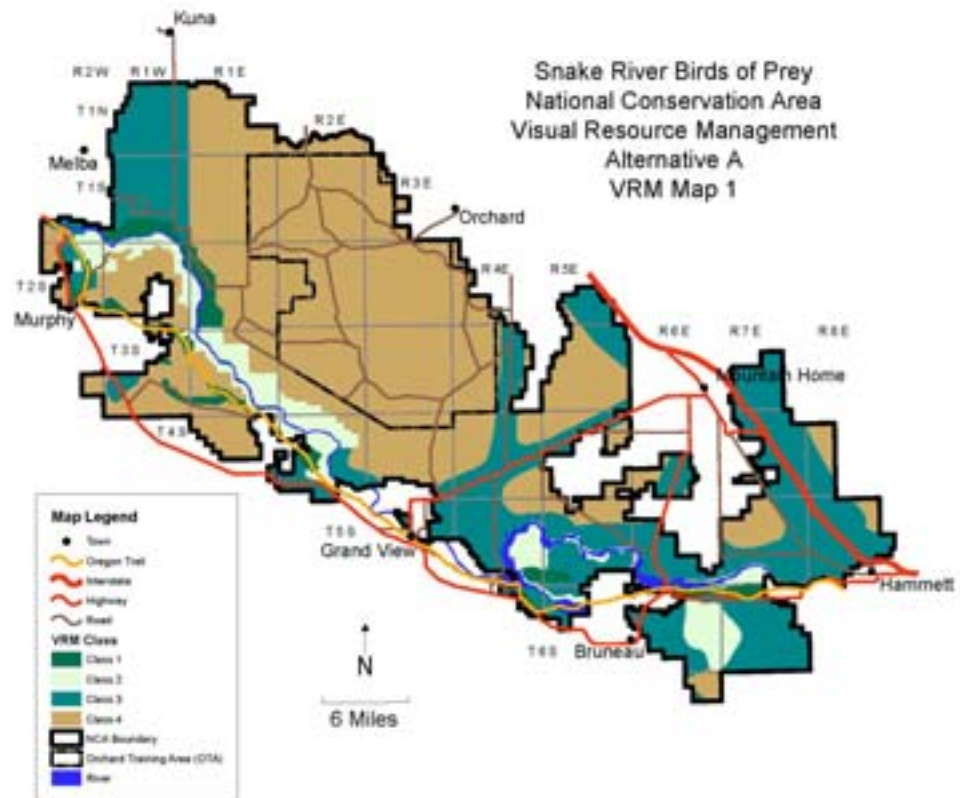 Kuna
R2W R1W R1E
T1N
R2E
Melba
T1S
R3E
Orchard
R4E R5E
T2S
Murphy
R6E R7E R8E
T3S
Mountain Home
T4S
T5S
Grand View
Hammett
T6S Bruneau
Snake River Birds of Prey
National Conservation Area
Visual Resource Management
Alternative A
VRM Map 1
Map Legend
Town
Oregon Trail
Interstate
Highway
Road
VRM Class
Class 1
Class 2
Class 3
Class 4
NCA Boundary
Orchard Training Area (OTA)
River
N
6 Miles